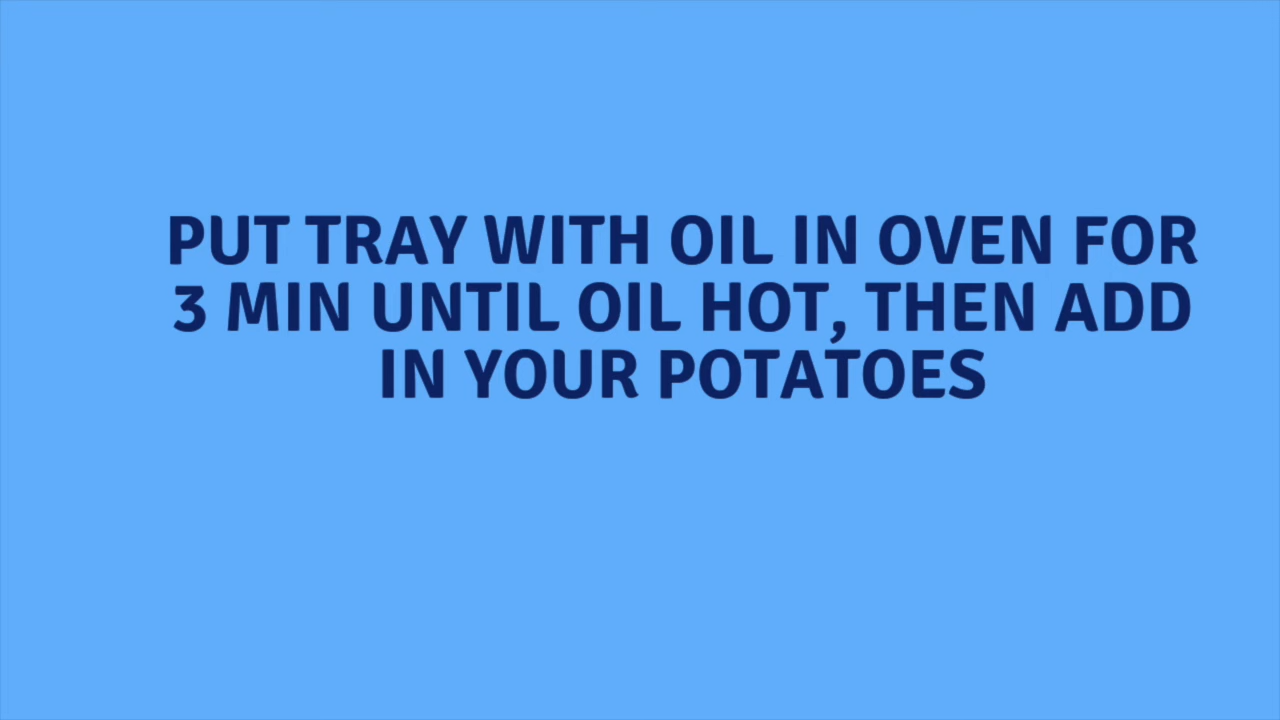 PUT TRAY WITH OIL IN OVEN FOR
3 MIN UNTIL OIL HOT, THEN ADD
IN YOUR POTATOES